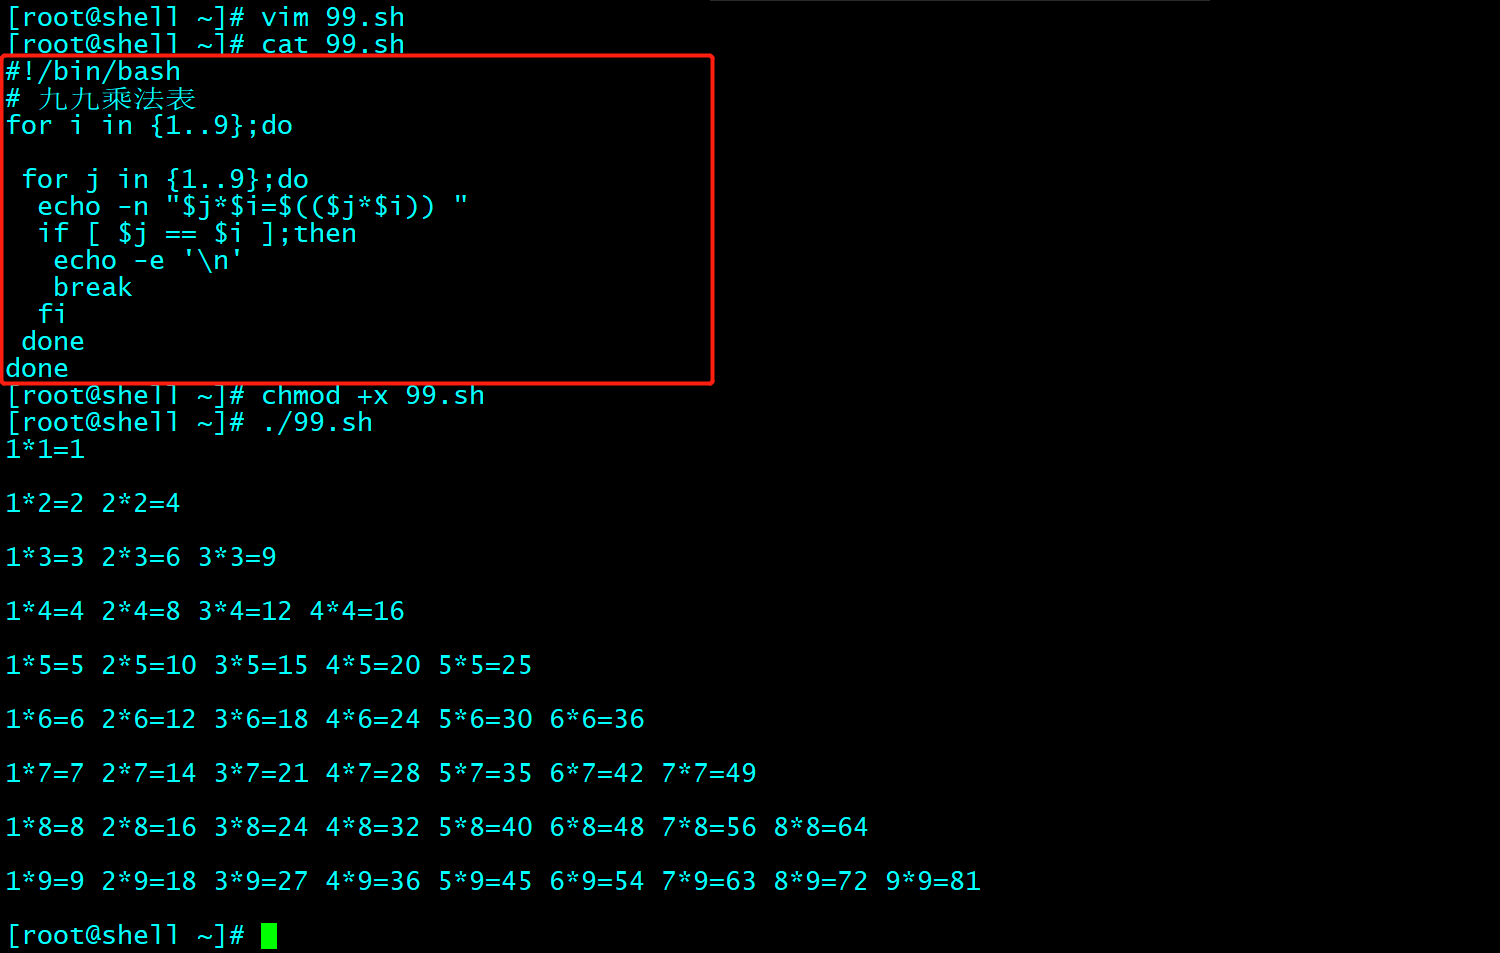 [root@shell ~]# vim 99.sh
[root@shell ~]# cat 99.sh
#!/bin/bash
# 九九乘法表
for i in {1..9};do
 for j in {1..9};do
  echo -n "$j*$i=$(($j*$i)) "
  if [ $j == $i ];then
   echo -e '\n'
   break
  fi
 done
done
[root@shell ~]# chmod +x 99.sh
[root@shell ~]# ./99.sh
1*1=1
1*2=2 2*2=4
1*3=3 2*3=6 3*3=9
1*4=4 2*4=8 3*4=12 4*4=16
1*5=5 2*5=10 3*5=15 4*5=20 5*5=25
1*6=6 2*6=12 3*6=18 4*6=24 5*6=30 6*6=36
1*7=7 2*7=14 3*7=21 4*7=28 5*7=35 6*7=42 7*7=49
1*8=8 2*8=16 3*8=24 4*8=32 5*8=40 6*8=48 7*8=56 8*8=64
1*9=9 2*9=18 3*9=27 4*9=36 5*9=45 6*9=54 7*9=63 8*9=72 9*9=81
[root@shell ~]#